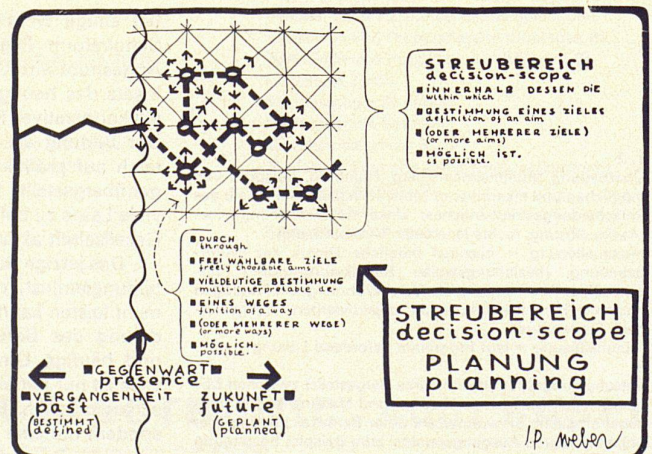 STREUBEREICH
decision-scope
INNERHALB DESSEN DIE
within which
BESTIMMUNG EINES ZIELES
definition of an aim
(ODER MEHRERER ZIELE)
(or more aims)
MÖGLICH IST.
is possible.
DURCH
through
FREI WÄHLBARE ZIELE
freely choosable aims
VIELDEUTIGE BESTIMMUNG
multi-interpretable de-
EINES WEGES
finition of a way
(ODER MEHRERER WEGE)
(or more ways)
MÖGLICH.
possible.
GEGENWART
presence
VERGANGENHEIT
past
(BESTIMMT)
(defined)
ZUKUNFT
future
(GEPLANT)
(planned)
STREUBEREICH
decision-scope
PLANUNG
planning
J.P. Weber